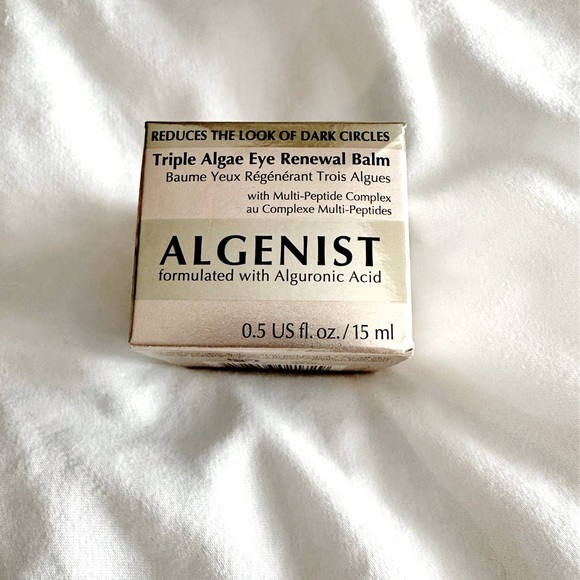 REDUCES THE LOOK OF DARK CIRCLES
Triple Algae Eye Renewal Balm
Baume Yeux Régénérant Trois Algues
with Multi-Peptide Complex
au Complexe Multi-Peptides
ALGENIST
formulated with Alguronic Acid
0.5 US fl. oz. / 15 ml